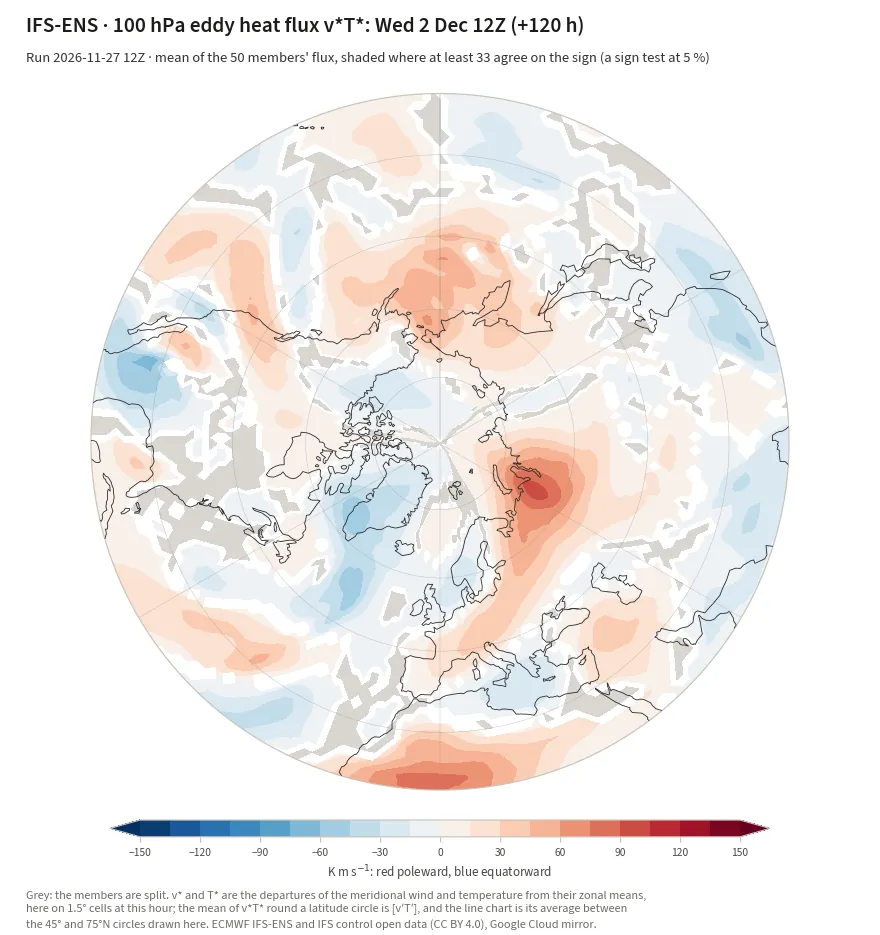 IFS-ENS · 100 hPa eddy heat flux v*T*: Wed 2 Dec 12Z (+120 h)
Run 2026-11-27 12Z · mean of the 50 members' flux, shaded where at least 33 agree on the sign (a sign test at 5 %)
−150 −120 −90 −60 −30 0 30 60 90 120 150
K m s⁻¹: red poleward, blue equatorward
Grey: the members are split. v* and T* are the departures of the meridional wind and temperature from their zonal means,
here on 1.5° cells at this hour; the mean of v*T* round a latitude circle is [v'T'], and the line chart is its average between
the 45° and 75°N circles drawn here. ECMWF IFS-ENS and IFS control open data (CC BY 4.0), Google Cloud mirror.